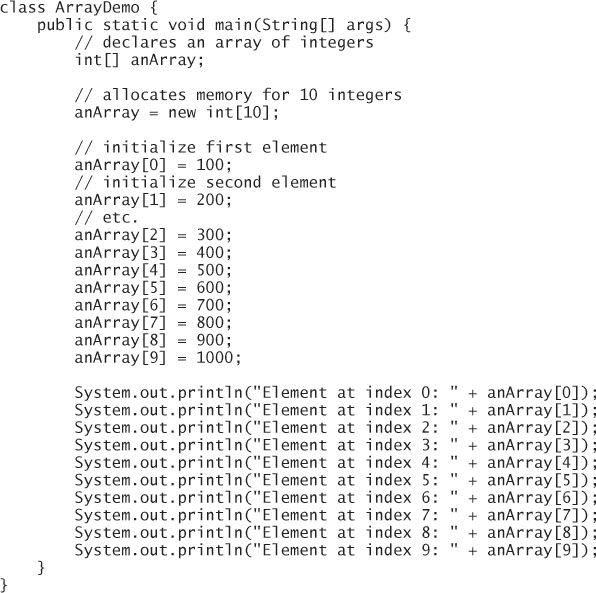 class ArrayDemo {
    public static void main(String[] args) {
        // declares an array of integers
        int[] anArray;

        // allocates memory for 10 integers
        anArray = new int[10];

        // initialize first element
        anArray[0] = 100;
        // initialize second element
        anArray[1] = 200;
        // etc.
        anArray[2] = 300;
        anArray[3] = 400;
        anArray[4] = 500;
        anArray[5] = 600;
        anArray[6] = 700;
        anArray[7] = 800;
        anArray[8] = 900;
        anArray[9] = 1000;

        System.out.println("Element at index 0: " + anArray[0]);
        System.out.println("Element at index 1: " + anArray[1]);
        System.out.println("Element at index 2: " + anArray[2]);
        System.out.println("Element at index 3: " + anArray[3]);
        System.out.println("Element at index 4: " + anArray[4]);
        System.out.println("Element at index 5: " + anArray[5]);
        System.out.println("Element at index 6: " + anArray[6]);
        System.out.println("Element at index 7: " + anArray[7]);
        System.out.println("Element at index 8: " + anArray[8]);
        System.out.println("Element at index 9: " + anArray[9]);
    }
}